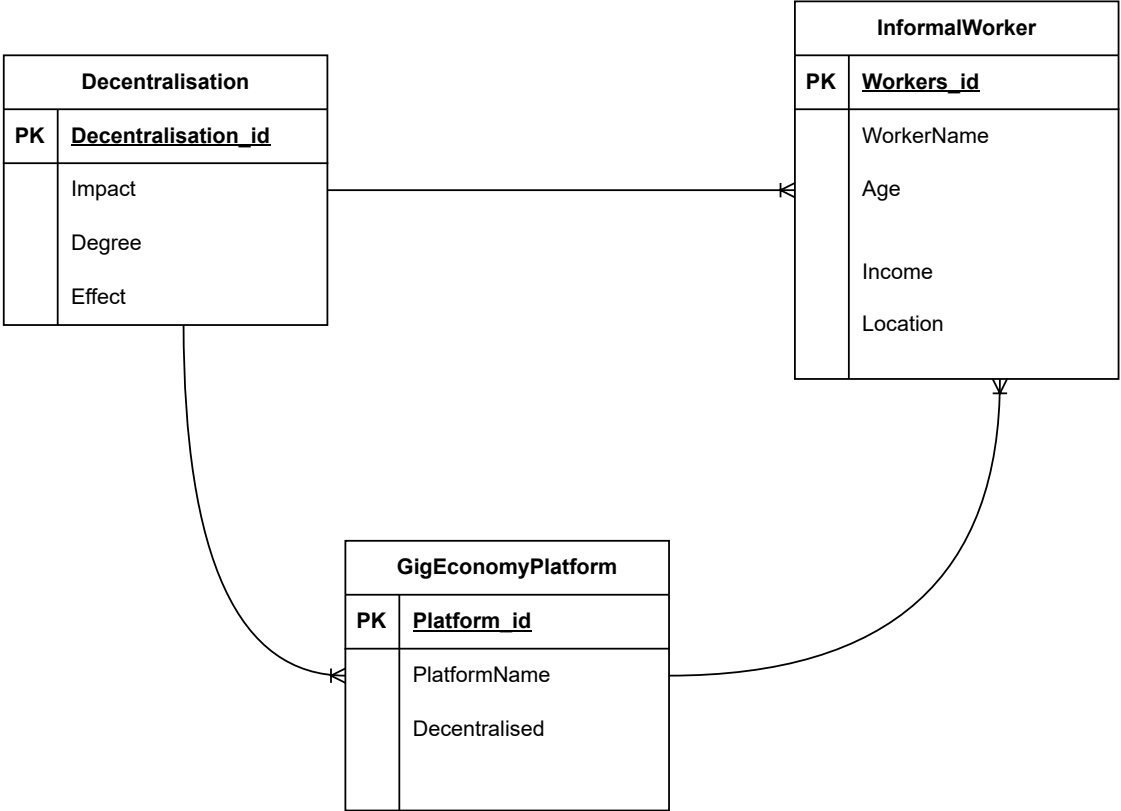 Decentralisation
PK Decentralisation_id
Impact
Degree
Effect
InformalWorker
PK Workers_id
WorkerName
Age
Income
Location
GigEconomyPlatform
PK Platform_id
PlatformName
Decentralised